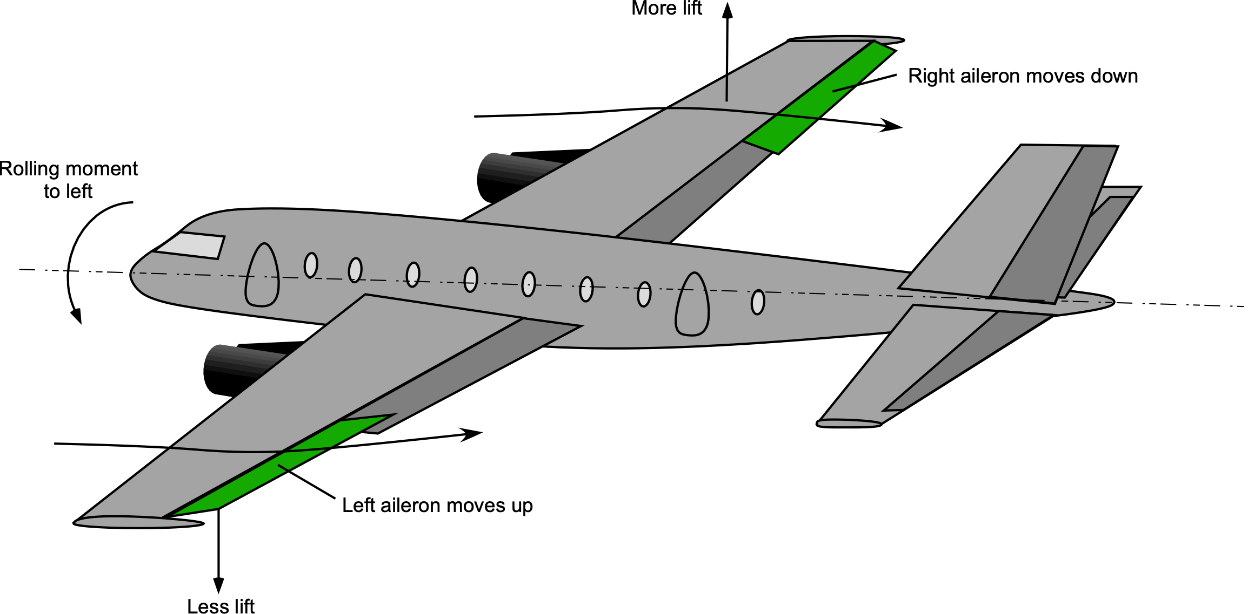 More lift
Right aileron moves down
Rolling moment
to left
Left aileron moves up
Less lift